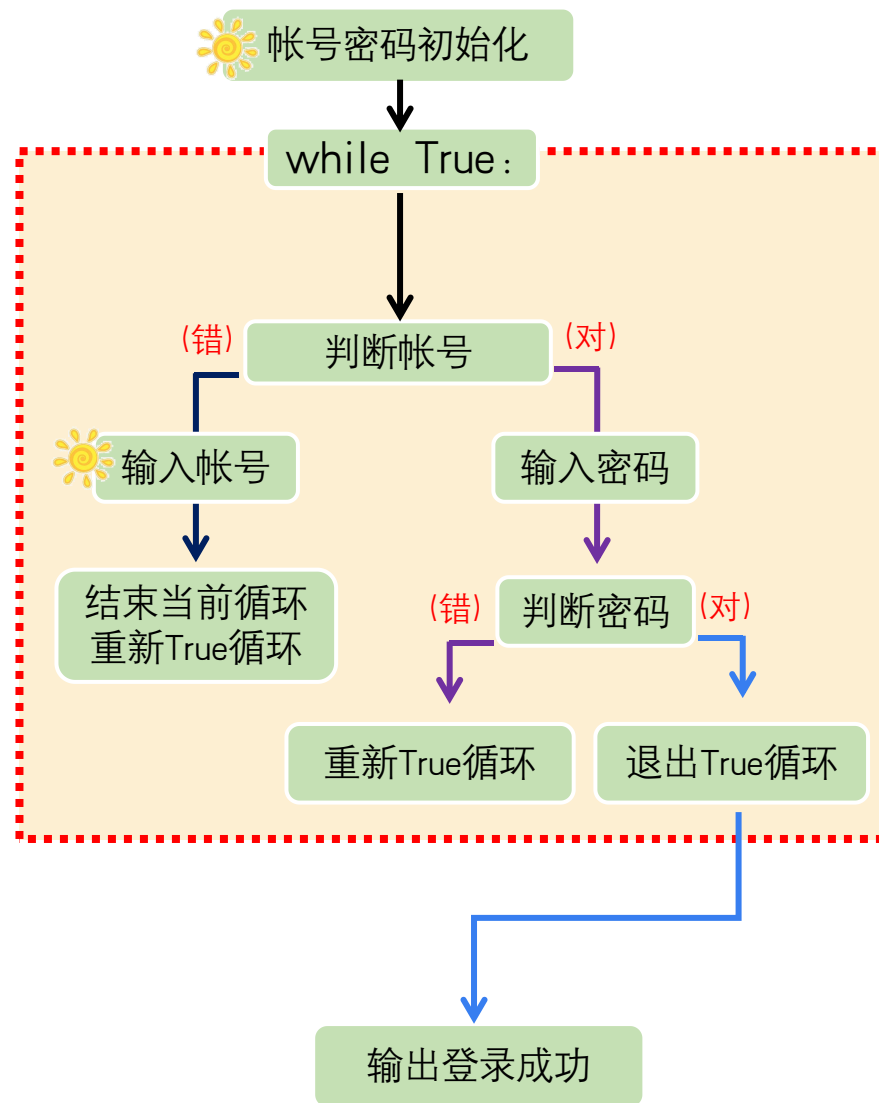 帐号密码初始化
while True:
(错)
判断帐号
(对)
输入帐号
输入密码
结束当前循环
重新True循环
(错)
判断密码
(对)
重新True循环
退出True循环
输出登录成功